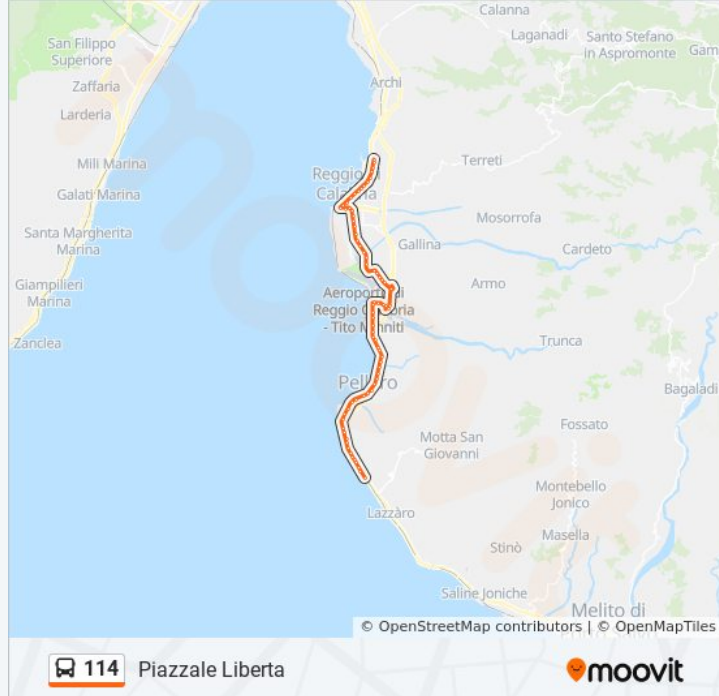 Calanna
San Filippo
Superiore
Laganadi
Santo Stefano
in Aspromonte
Gam
Zaffaria
Archi
Larderia
Mili Marina
Terreti
Reggio di
Calabria
Galati Marina
Mosorrofa
Santa Margherita
Marina
Gallina
Cardeto
Giampilieri
Marina
Armo
Aeroporto di
Reggio Calabria
- Tito Minniti
Zanclea
Trunca
Pellaro
Bagaladi
Fossato
Motta San
Giovanni
Montebello
Jonico
Lazzàro
Masella
Stinò
Saline Joniche
Melito di
© OpenStreetMap contributors | © OpenMapTiles
114 Piazzale Liberta
moovit